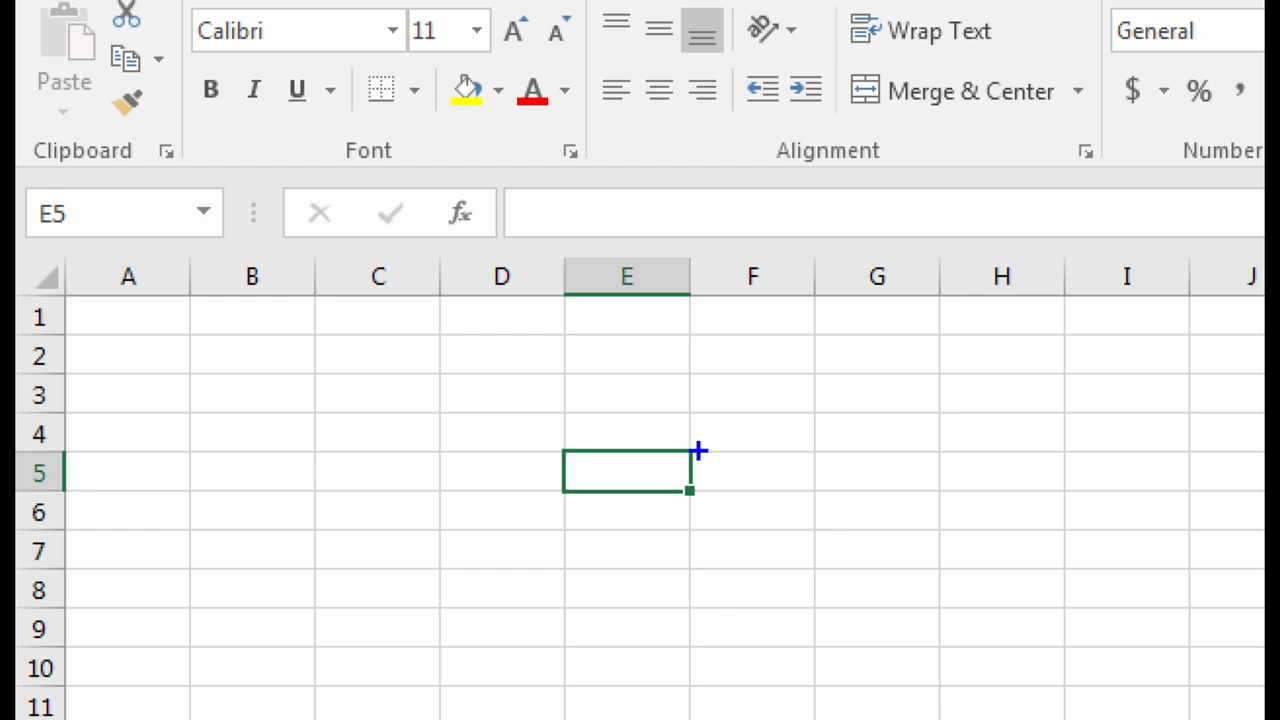 Calibri 11 Wrap Text General
Paste B I U A Merge & Center $ % ,
Clipboard Font Alignment Number
E5 fx
A B C D E F G H I J
1
2
3
4
5
6
7
8
9
10
11